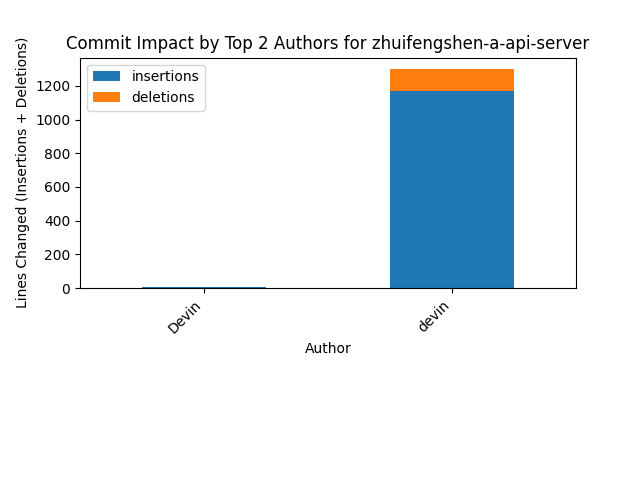 Commit Impact by Top 2 Authors for zhuifengshen-a-api-server
Lines Changed (Insertions + Deletions)
insertions
deletions
1200
1000
800
600
400
200
0
Devin
devin
Author